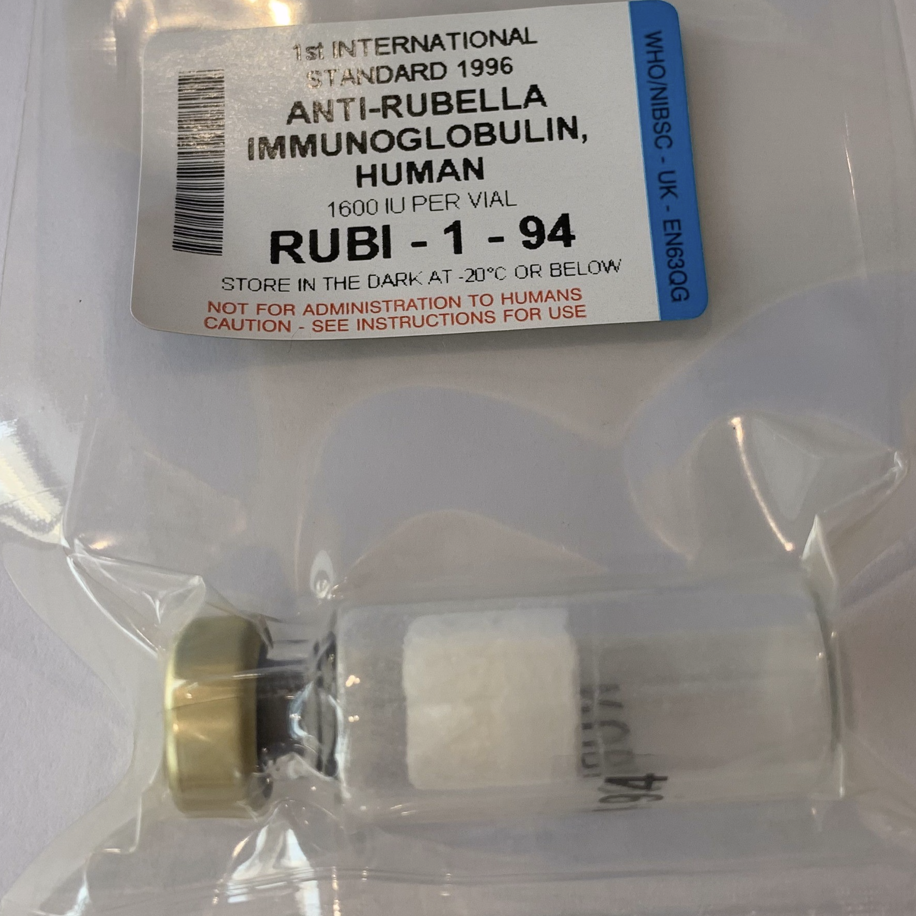 1st INTERNATIONAL
STANDARD 1996
ANTI-RUBELLA
IMMUNOGLOBULIN,
HUMAN
1600 IU PER VIAL
RUBI - 1 - 94
STORE IN THE DARK AT -20°C OR BELOW
NOT FOR ADMINISTRATION TO HUMANS
CAUTION - SEE INSTRUCTIONS FOR USE
WHO/NIBSC - UK - EN63QG
94